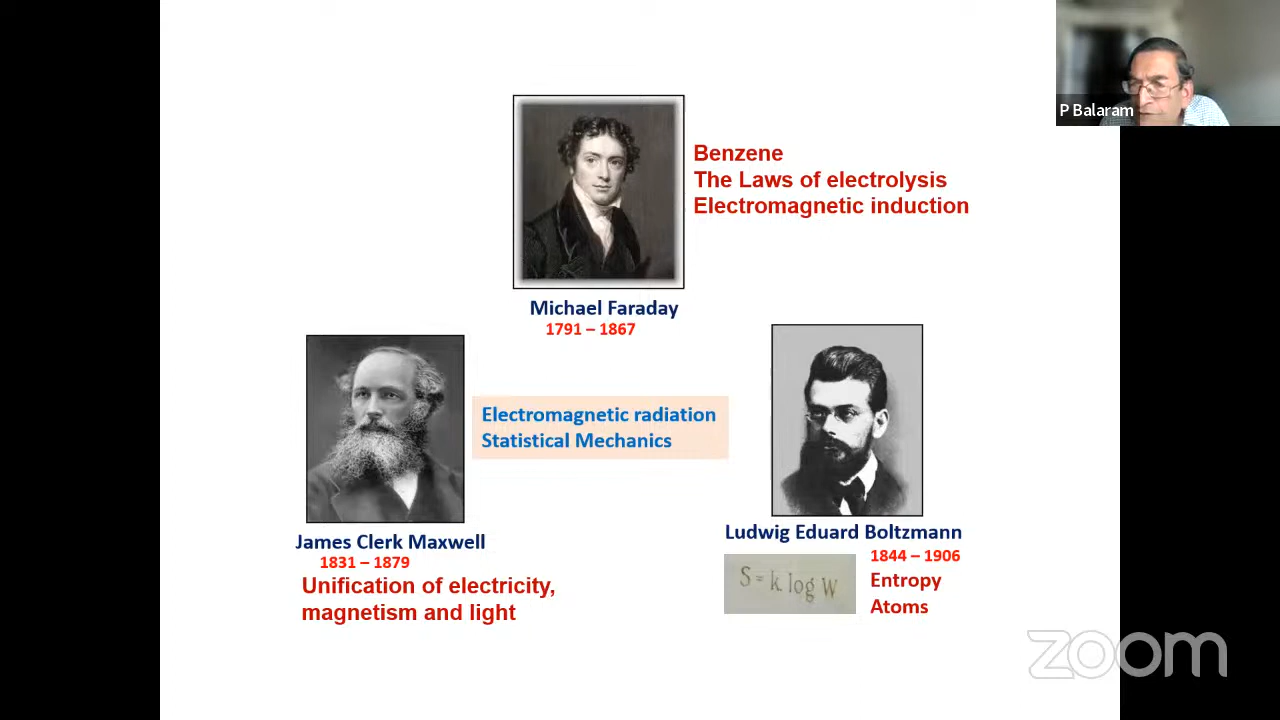 P Balaram
Benzene
The Laws of electrolysis
Electromagnetic induction
Michael Faraday
1791 – 1867
Electromagnetic radiation
Statistical Mechanics
James Clerk Maxwell
1831 – 1879
Unification of electricity,
magnetism and light
Ludwig Eduard Boltzmann
1844 – 1906
S = k. log W
Entropy
Atoms
zoom